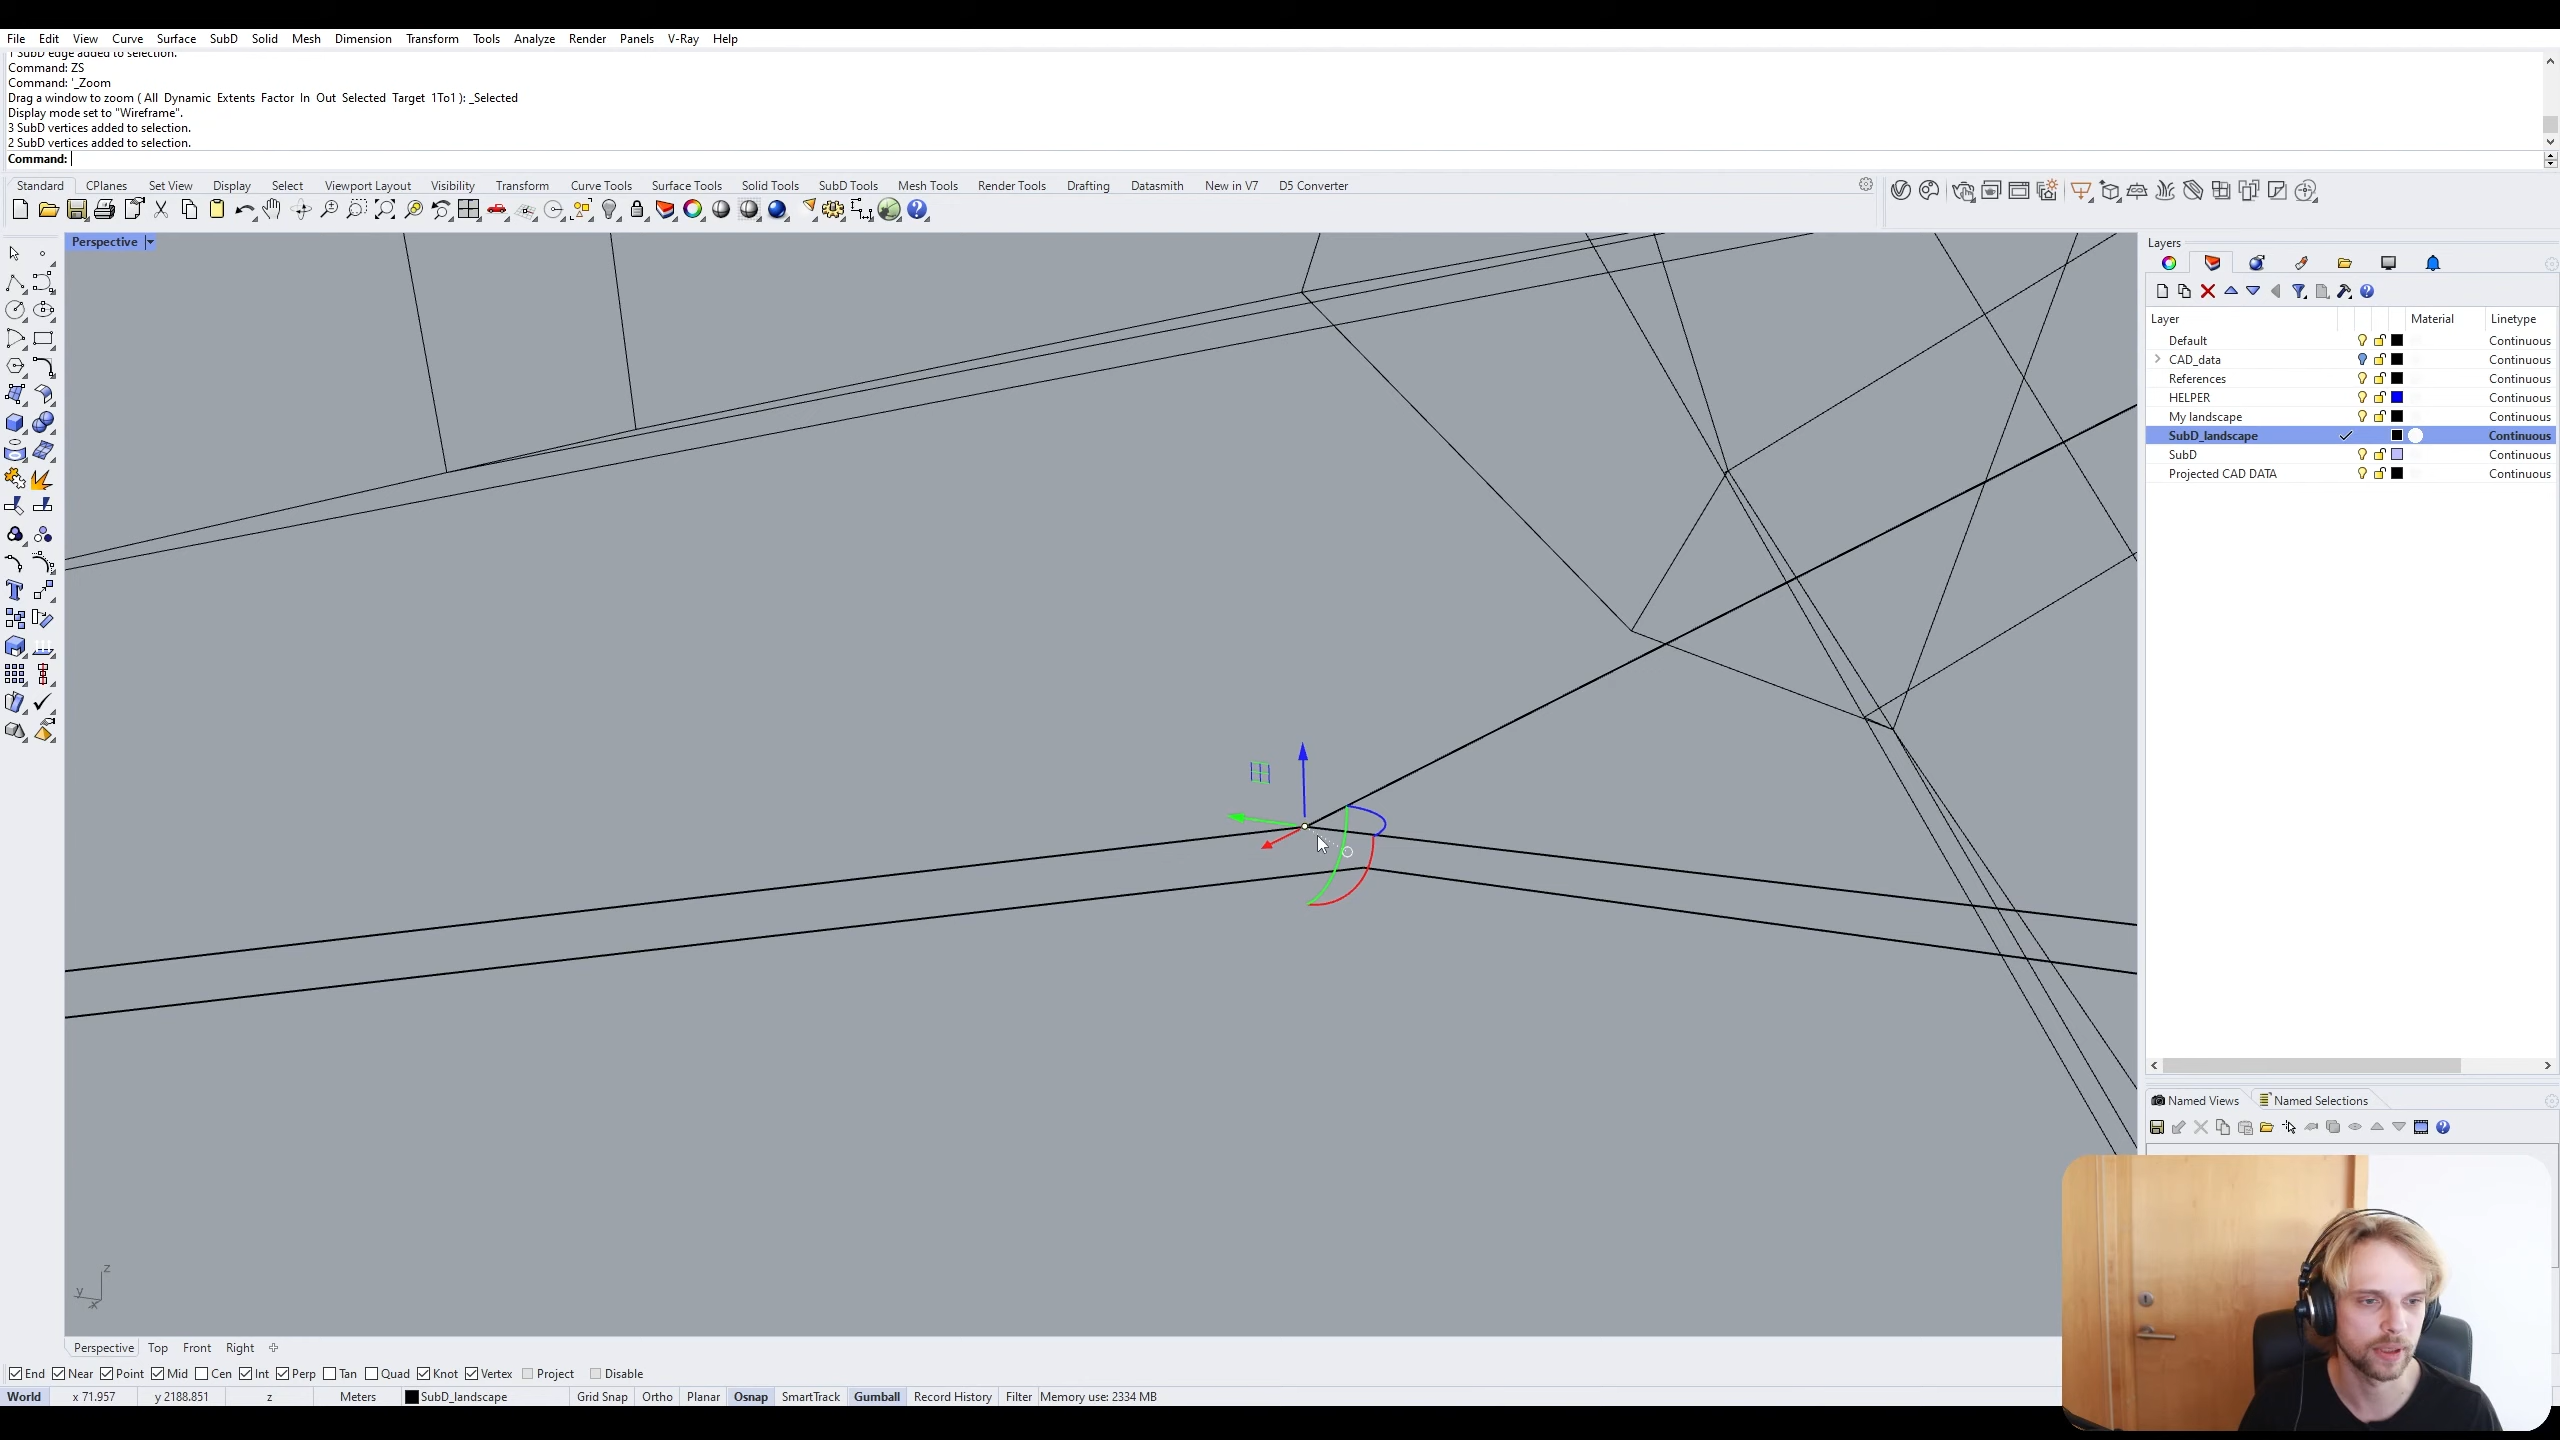 File Edit View Curve Surface SubD Solid Mesh Dimension Transform Tools Analyze Render Panels V-Ray Help
1 SubD edge added to selection.
Command: ZS
Command: '_Zoom
Drag a window to zoom ( All Dynamic Extents Factor In Out Selected Target 1To1 ): _Selected
Display mode set to "Wireframe".
3 SubD vertices added to selection.
2 SubD vertices added to selection.
Command:
Standard CPlanes Set View Display Select Viewport Layout Visibility Transform Curve Tools Surface Tools Solid Tools SubD Tools Mesh Tools Render Tools Drafting Datasmith New in V7 D5 Converter
Perspective
Layers
Layer Material Linetype
Default Continuous
CAD_data Continuous
References Continuous
HELPER Continuous
My landscape Continuous
SubD_landscape Continuous
SubD Continuous
Projected CAD DATA Continuous
Named Views Named Selections
z
y
x
Perspective Top Front Right
End Near Point Mid Cen Int Perp Tan Quad Knot Vertex Project Disable
World x 71.957 y 2188.851 z Meters SubD_landscape Grid Snap Ortho Planar Osnap SmartTrack Gumball Record History Filter Memory use: 2334 MB